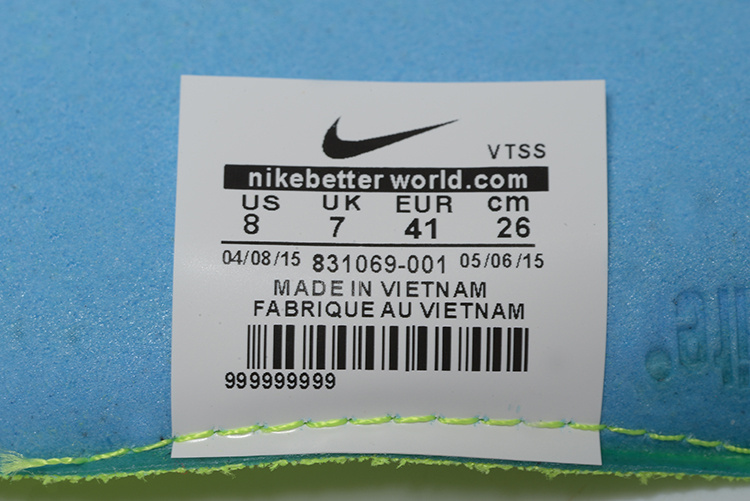 VTSS
nikebetter world.com
US UK EUR cm
8 7 41 26
04/08/15 831069-001 05/06/15
MADE IN VIETNAM
FABRIQUE AU VIETNAM
999999999